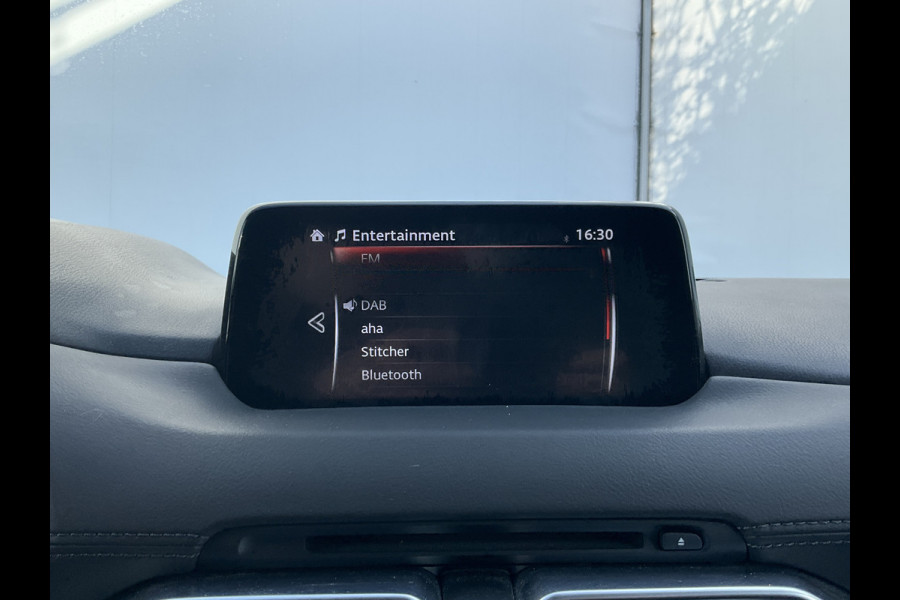 Entertainment 16:30
FM
DAB
aha
Stitcher
Bluetooth